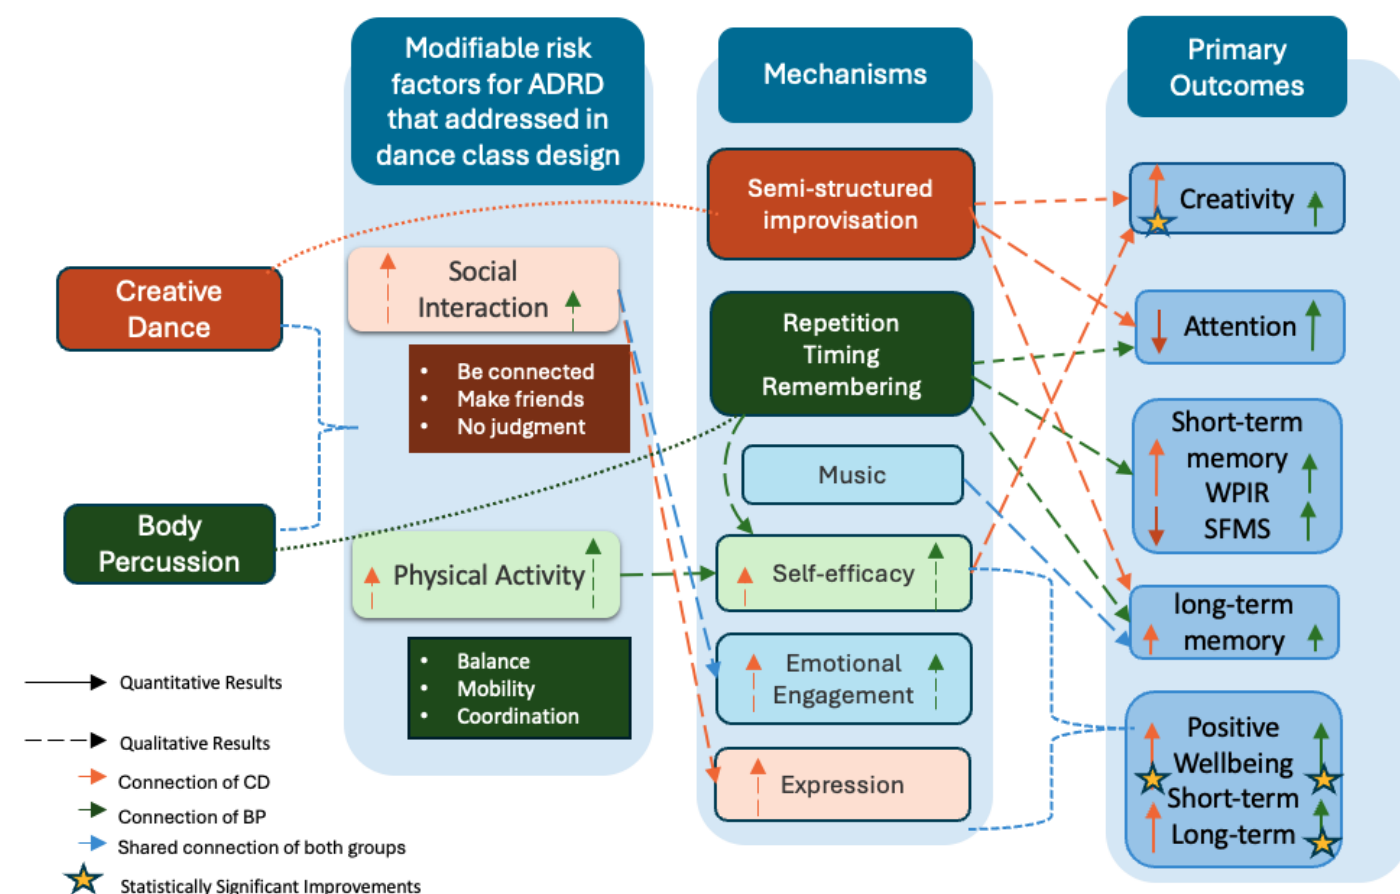 Modifiable risk
factors for ADRD
that addressed in
dance class design
Mechanisms
Primary
Outcomes
Creative
Dance
Body
Percussion
Social
Interaction
• Be connected
• Make friends
• No judgment
Physical Activity
• Balance
• Mobility
• Coordination
Semi-structured
improvisation
Repetition
Timing
Remembering
Music
Self-efficacy
Emotional
Engagement
Expression
Creativity
Attention
Short-term
memory
WPIR
SFMS
long-term
memory
Positive
Wellbeing
Short-term
Long-term
Quantitative Results
Qualitative Results
Connection of CD
Connection of BP
Shared connection of both groups
Statistically Significant Improvements